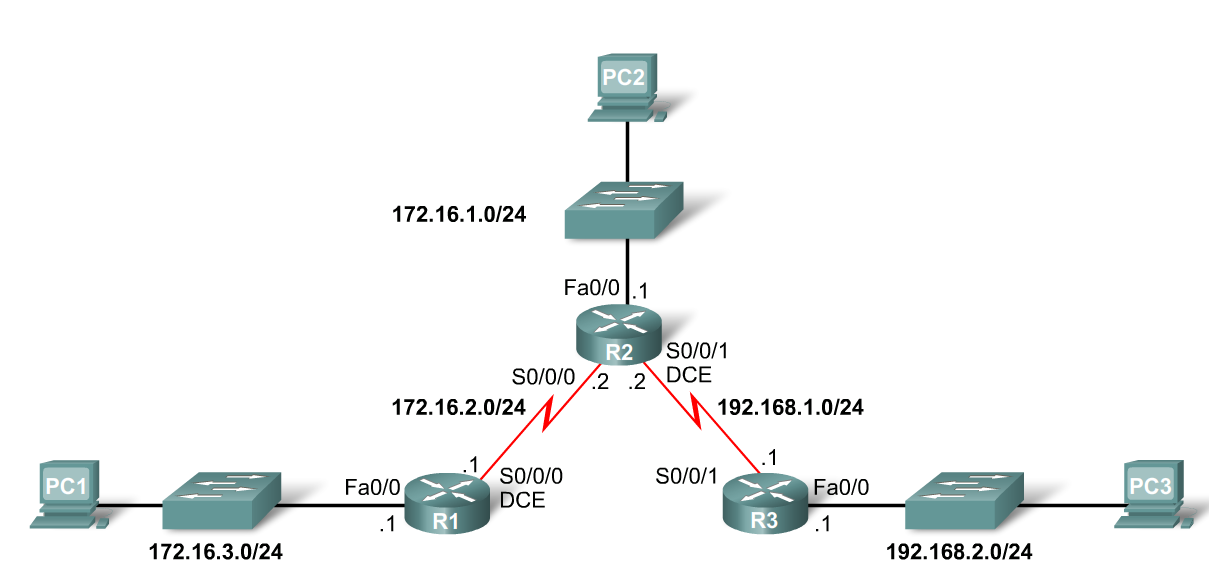 PC2
172.16.1.0/24
Fa0/0
.1
R2
S0/0/1
DCE
S0/0/0
.2
.2
172.16.2.0/24
192.168.1.0/24
.1
S0/0/0
DCE
Fa0/0
.1
R1
PC1
172.16.3.0/24
.1
S0/0/1
Fa0/0
.1
R3
PC3
192.168.2.0/24